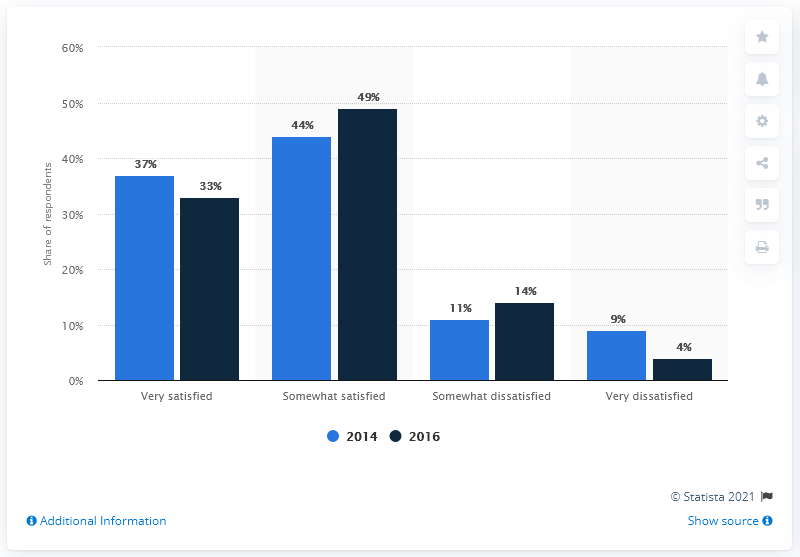 60%
50%
40%
30%
20%
10%
0%
Share of respondents
37%
33%
44%
49%
11%
14%
9%
4%
Very satisfied
Somewhat satisfied
Somewhat dissatisfied
Very dissatisfied
2014 2016
© Statista 2021
Additional Information
Show source